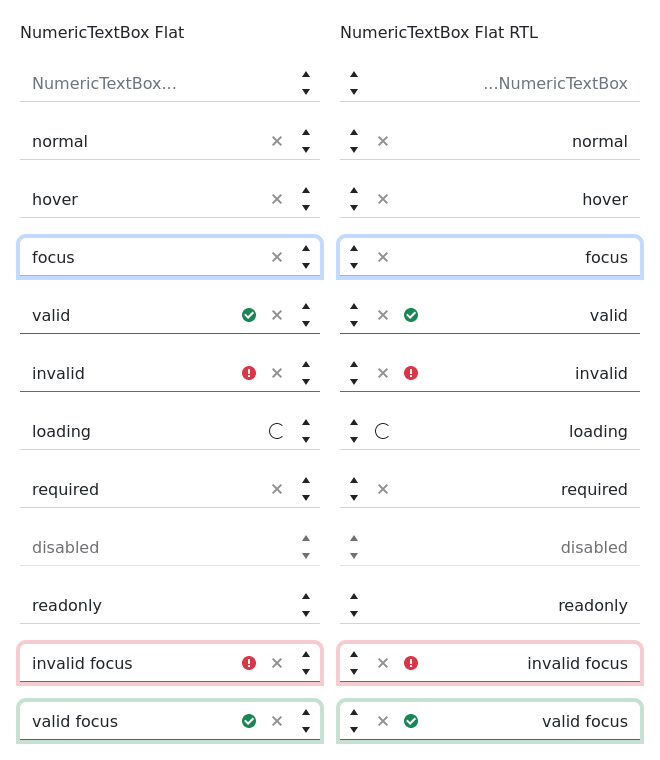 NumericTextBox Flat
NumericTextBox...
normal
hover
focus
valid
invalid
loading
required
disabled
readonly
invalid focus
valid focus
NumericTextBox Flat RTL
...NumericTextBox
normal
hover
focus
valid
invalid
loading
required
disabled
readonly
invalid focus
valid focus